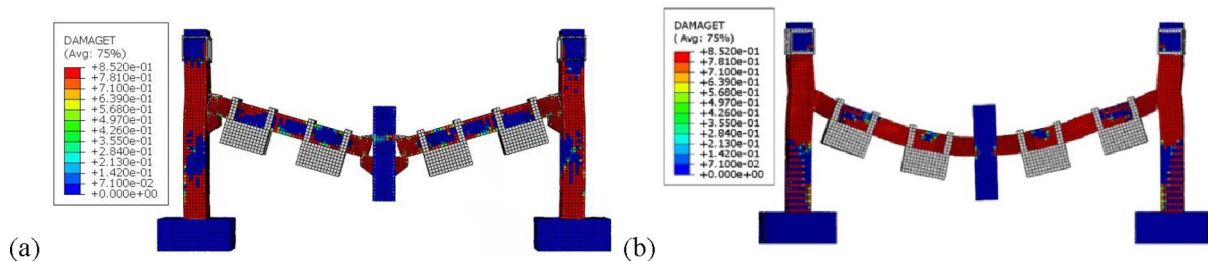 DAMAGET
(Avg: 75%)
+8.520e-01
+7.810e-01
+7.100e-01
+6.390e-01
+5.680e-01
+4.970e-01
+4.260e-01
+3.550e-01
+2.840e-01
+2.130e-01
+1.420e-01
+7.100e-02
+0.000e+00
(a)
DAMAGET
(Avg: 75%)
+8.520e-01
+7.810e-01
+7.100e-01
+6.390e-01
+5.680e-01
+4.970e-01
+4.260e-01
+3.550e-01
+2.840e-01
+2.130e-01
+1.420e-01
+7.100e-02
+0.000e+00
(b)